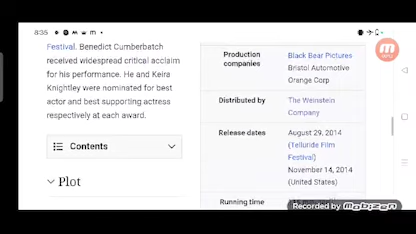 8:35
Festival. Benedict Cumberbatch
received widespread critical acclaim
for his performance. He and Keira
Knightley were nominated for best
actor and best supporting actress
respectively at each award.
Contents
Plot
Production
companies
Black Bear Pictures
Bristol Automotive
Orange Corp
Distributed by
The Weinstein
Company
Release dates
August 29, 2014
(Telluride Film
Festival)
November 14, 2014
(United States)
Running time
Recorded by mobizen